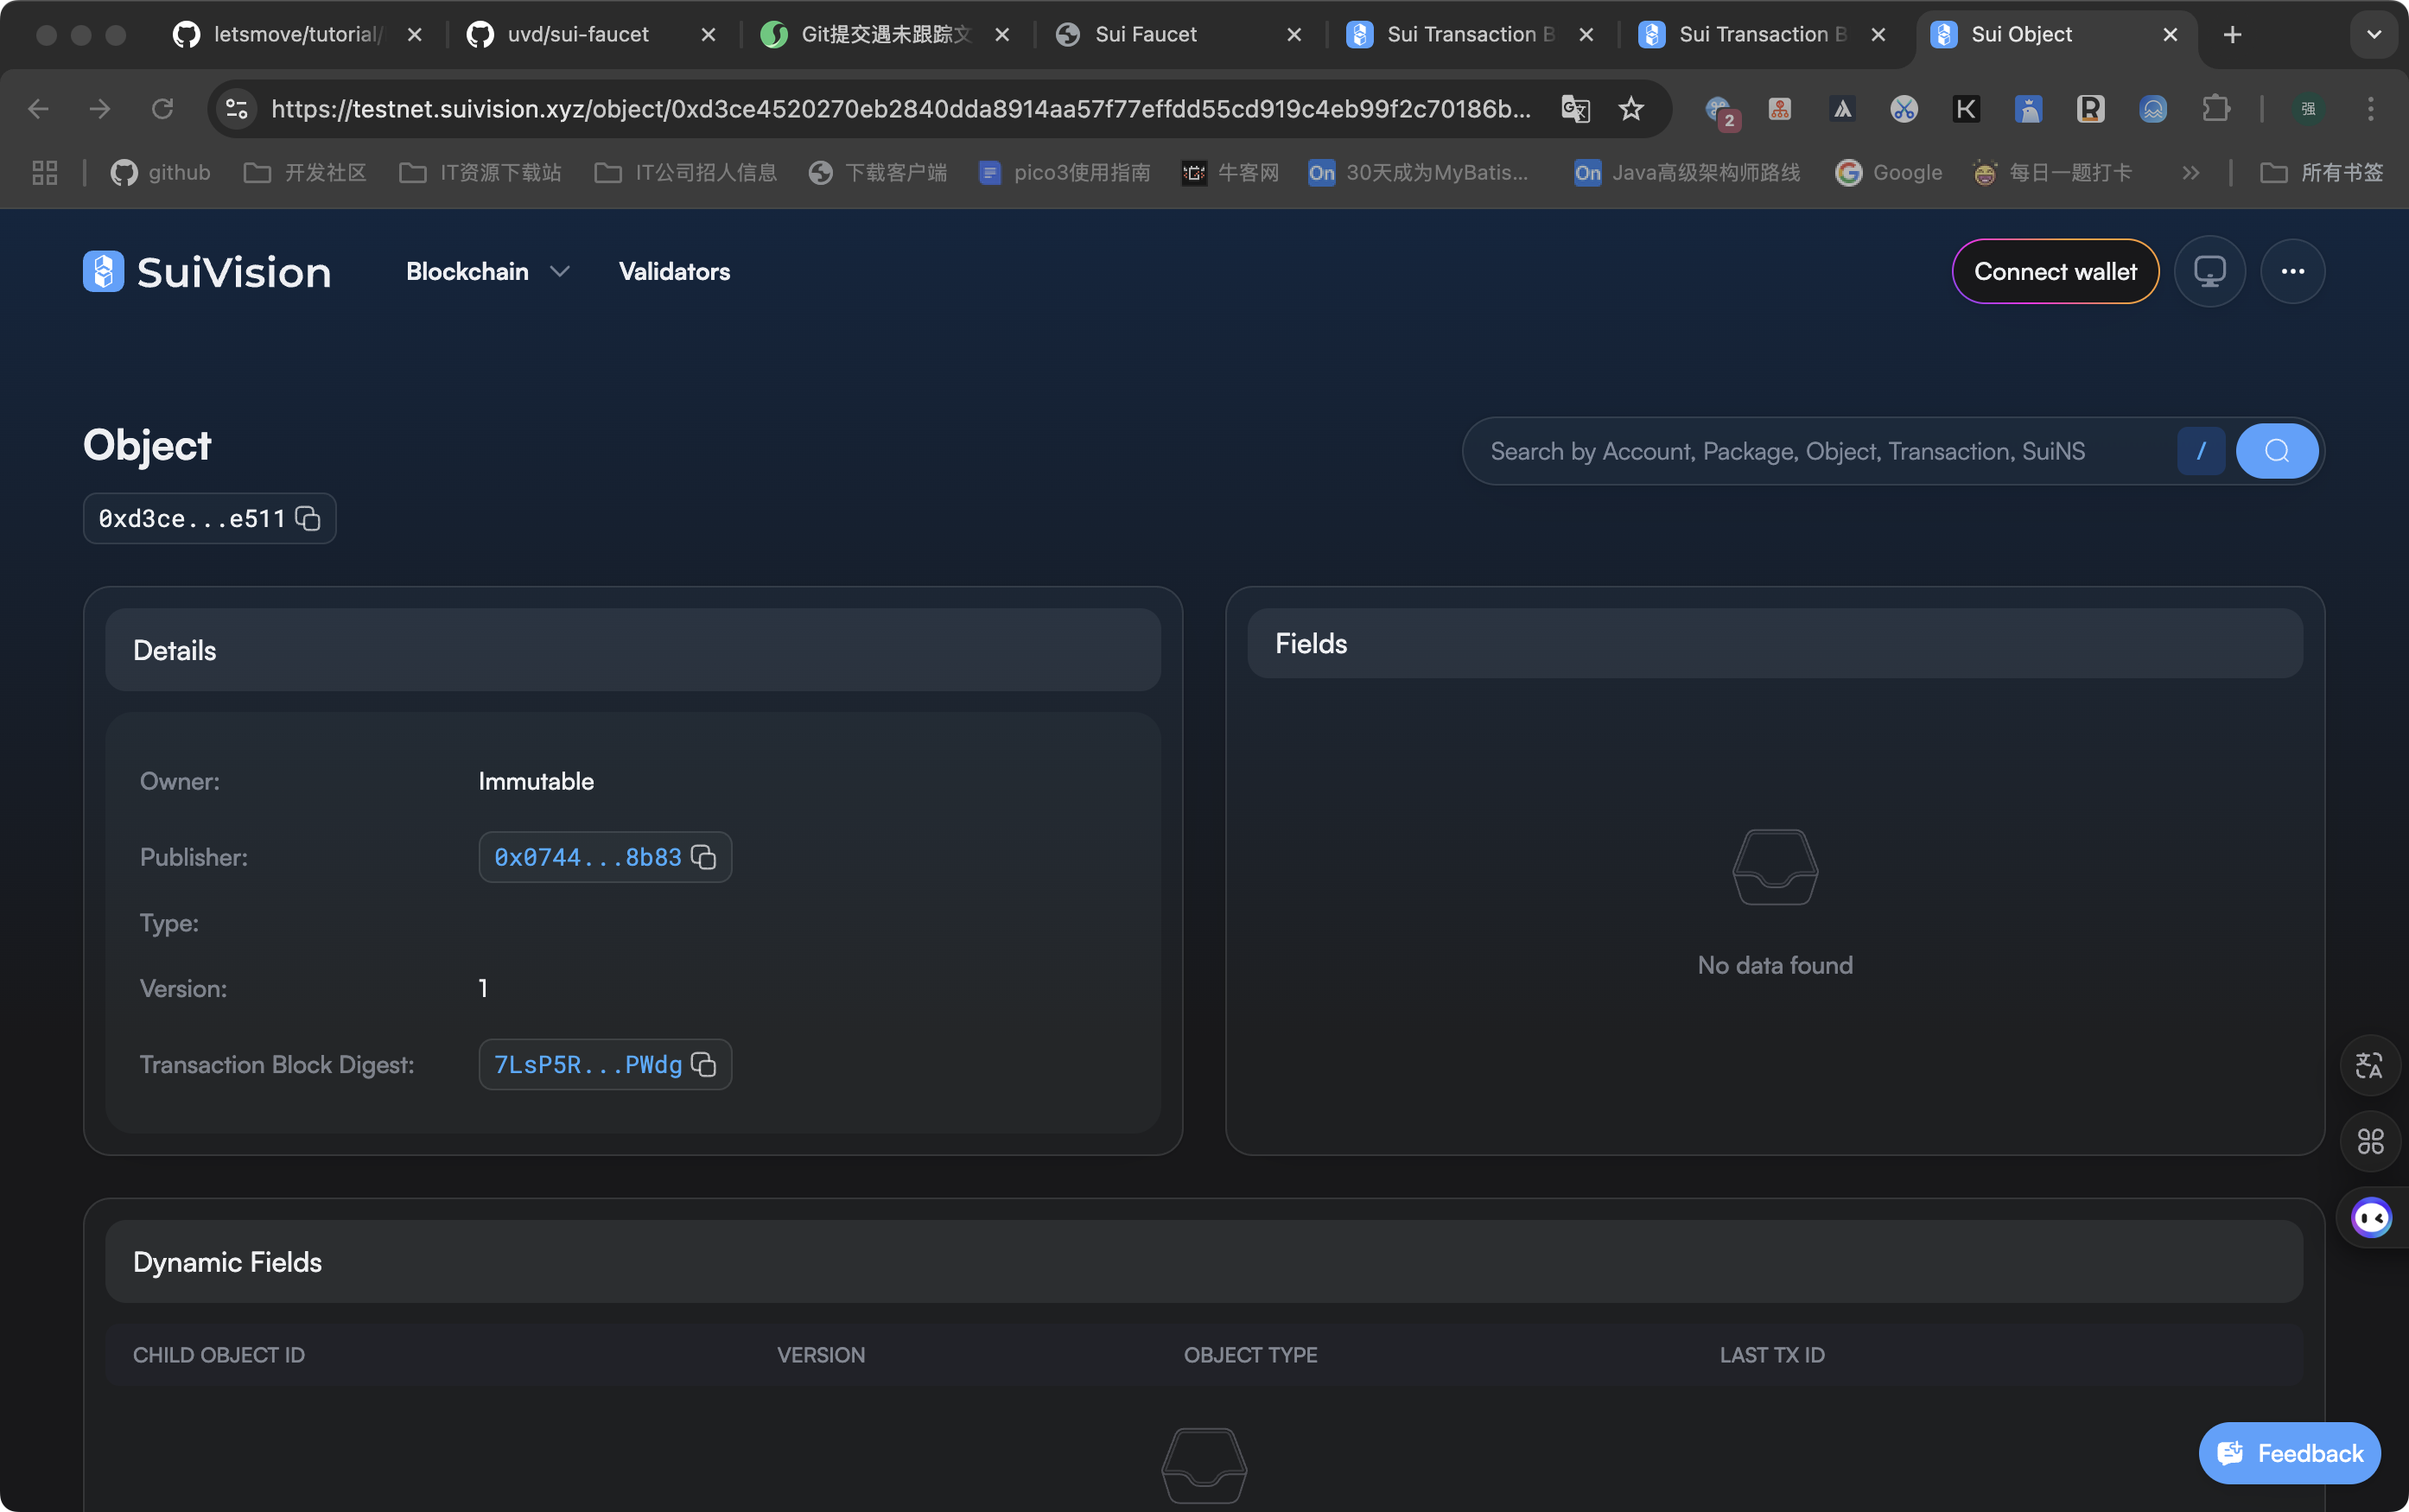 letsmove/tutorial/
uvd/sui-faucet
Git提交遇未跟踪文
Sui Faucet
Sui Transaction B
Sui Transaction B
Sui Object
https://testnet.suivision.xyz/object/0xd3ce4520270eb2840dda8914aa57f77effdd55cd919c4eb99f2c70186b...
2
K
R
强
github
开发社区
IT资源下载站
IT公司招人信息
下载客户端
pico3使用指南
牛客网
On 30天成为MyBatis...
On Java高级架构师路线
Google
每日一题打卡
所有书签
SuiVision
Blockchain
Validators
Connect wallet
Object
Search by Account, Package, Object, Transaction, SuiNS
/
0xd3ce...e511
Details
Owner: Immutable
Publisher: 0x0744...8b83
Type:
Version: 1
Transaction Block Digest: 7LsP5R...PWdg
Fields
No data found
Dynamic Fields
CHILD OBJECT ID VERSION OBJECT TYPE LAST TX ID
Feedback